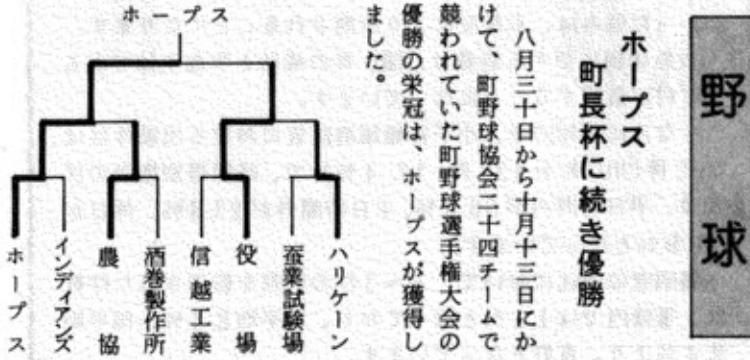 野球
ホープス
町長杯に続き優勝
八月三十日から十月十三日にか
けて、町野球協会二十四チームで
競われていた町野球選手権大会の
優勝の栄冠は、ホープスが獲得し
ました。
ホープス
ハリケーン
蚕業試験場
役場
信越工業
酒巻製作所
農協
インディアンズ
ホープス